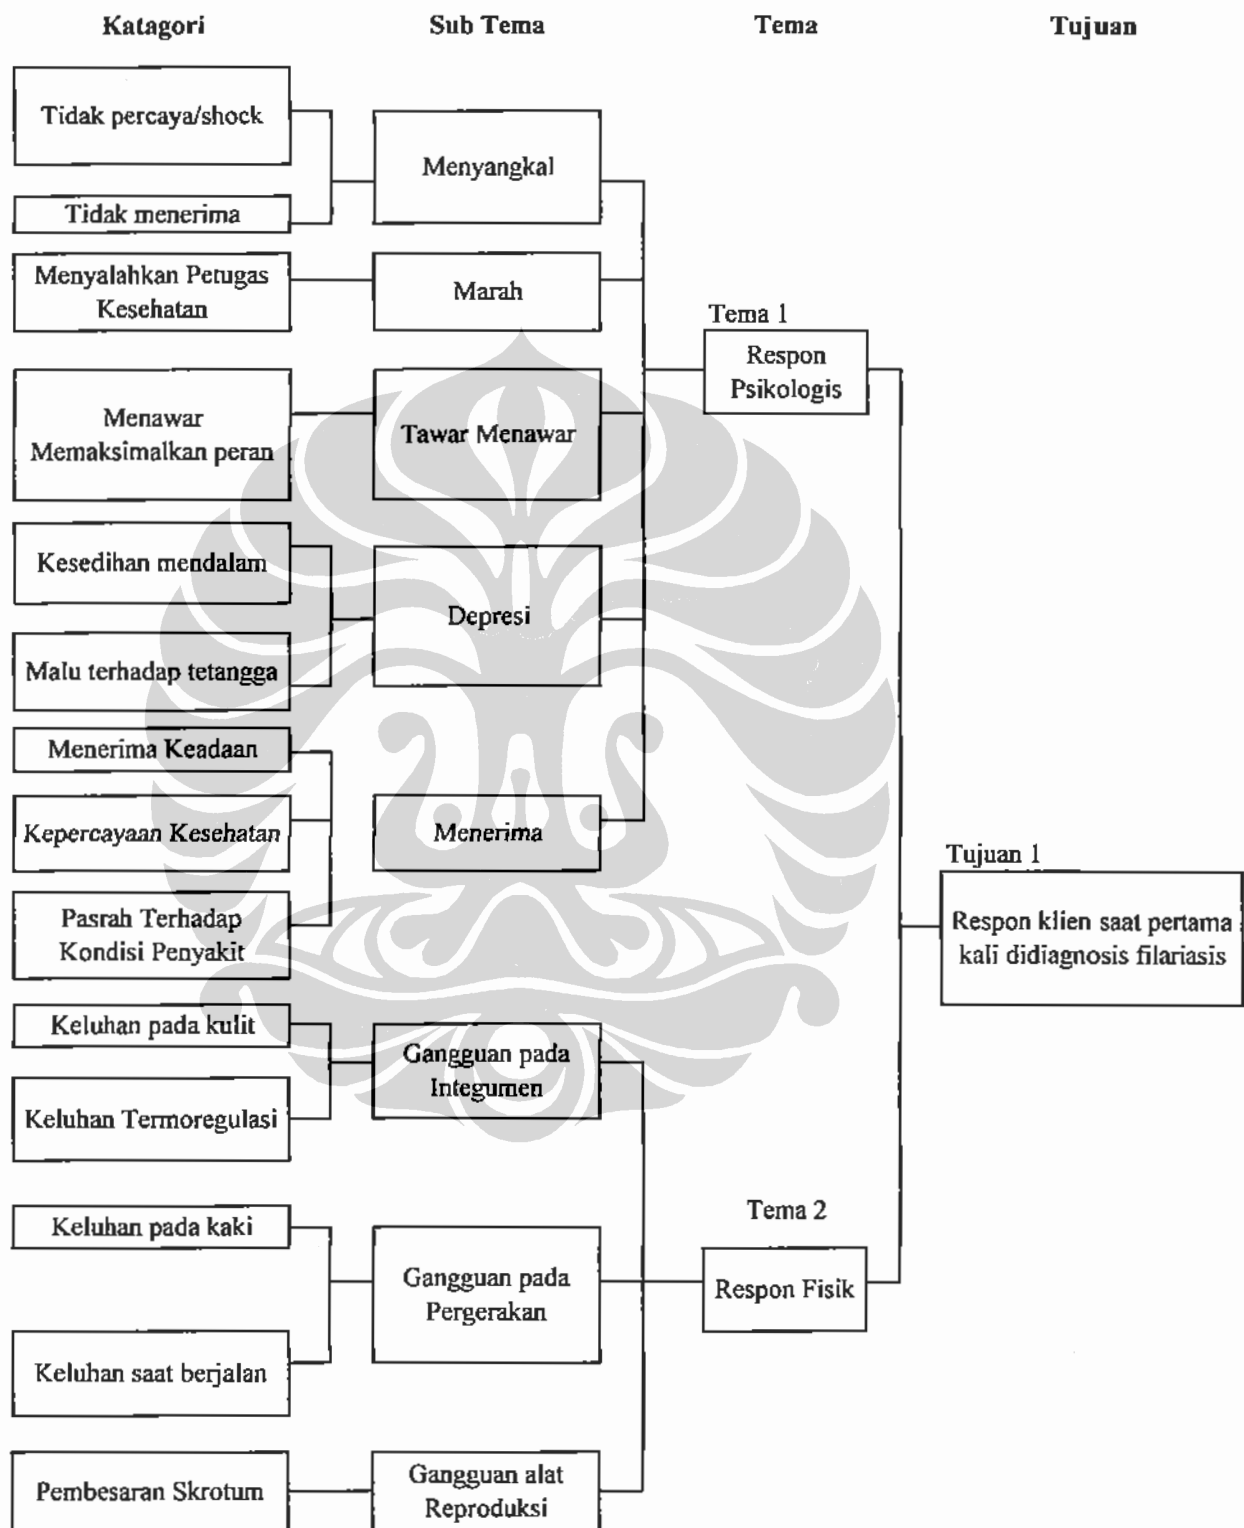 Katagori
Sub Tema
Tema
Tujuan
Tidak percaya/shock
Tidak menerima
Menyangkal
Menyalahkan Petugas
Kesehatan
Marah
Menawar
Memaksimalkan peran
Tawar Menawar
Kesedihan mendalam
Malu terhadap tetangga
Depresi
Menerima Keadaan
Kepercayaan Kesehatan
Pasrah Terhadap
Kondisi Penyakit
Menerima
Tema 1
Respon
Psikologis
Keluhan pada kulit
Keluhan Termoregulasi
Gangguan pada
Integumen
Keluhan pada kaki
Keluhan saat berjalan
Gangguan pada
Pergerakan
Pembesaran Skrotum
Gangguan alat
Reproduksi
Tema 2
Respon Fisik
Tujuan 1
Respon klien saat pertama
kali didiagnosis filariasis